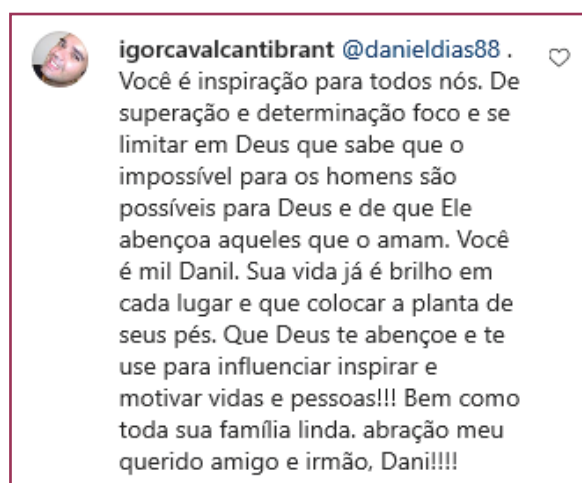 igorcavalcantibrant @danieldias88 .
Você é inspiração para todos nós. De
superação e determinação foco e se
limitar em Deus que sabe que o
impossível para os homens são
possíveis para Deus e de que Ele
abençoa aqueles que o amam. Você
é mil Danil. Sua vida já é brilho em
cada lugar e que colocar a planta de
seus pés. Que Deus te abençoe e te
use para influenciar inspirar e
motivar vidas e pessoas!!! Bem como
toda sua família linda. abração meu
querido amigo e irmão, Dani!!!!